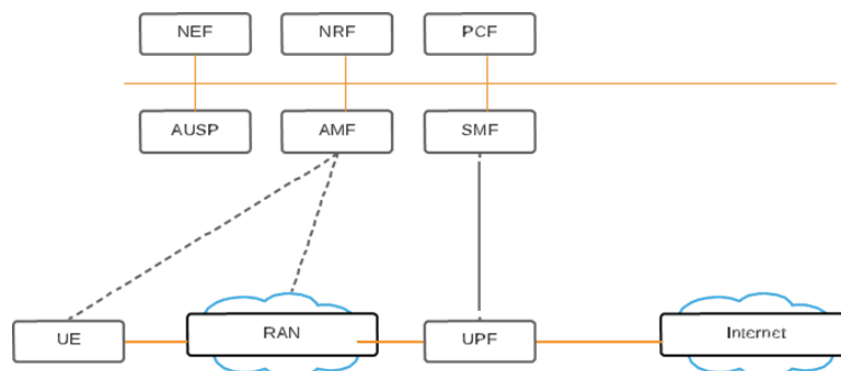 NEF
NRF
PCF
AUSP
AMF
SMF
UE
RAN
UPF
Internet